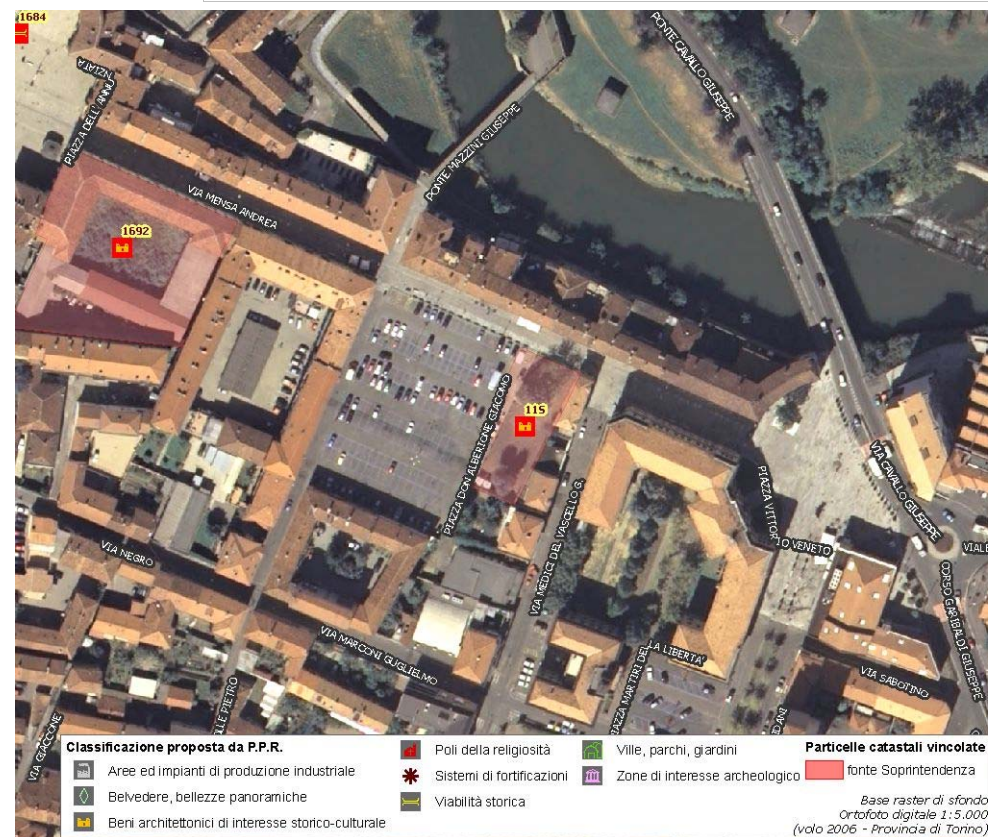 1684
PIAZZA DELL' ANNUNZIATA
PONTE CAVALLO GIUSEPPE
PONTE MAZZINI GIUSEPPE
VIA MENSA ANDREA
1692
115
PIAZZA DON ALBERIONE GIACOMO
VIA MEDICI DEL VASCELLO G.
PIAZZA VITTORIO VENETO
VIA CAVALLO GIUSEPPE
VIALE
CORSO GARIBALDI GIUSEPPE
VIA NEGRO
VIA MARCONI GUGLIELMO
PIAZZA MARTIRI DELLA LIBERTA'
VIA SABOTINO
VIA GIACCONE
LLE PIETRO
IDANI
Classificazione proposta da P.P.R.
Aree ed impianti di produzione industriale
Belvedere, bellezze panoramiche
Beni architettonici di interesse storico-culturale
Poli della religiosità
Sistemi di fortificazioni
Viabilità storica
Ville, parchi, giardini
Zone di interesse archeologico
Particelle catastali vincolate
fonte Soprintendenza
Base raster di sfondo
Ortofoto digitale 1:5.000
(volo 2006 - Provincia di Torino)